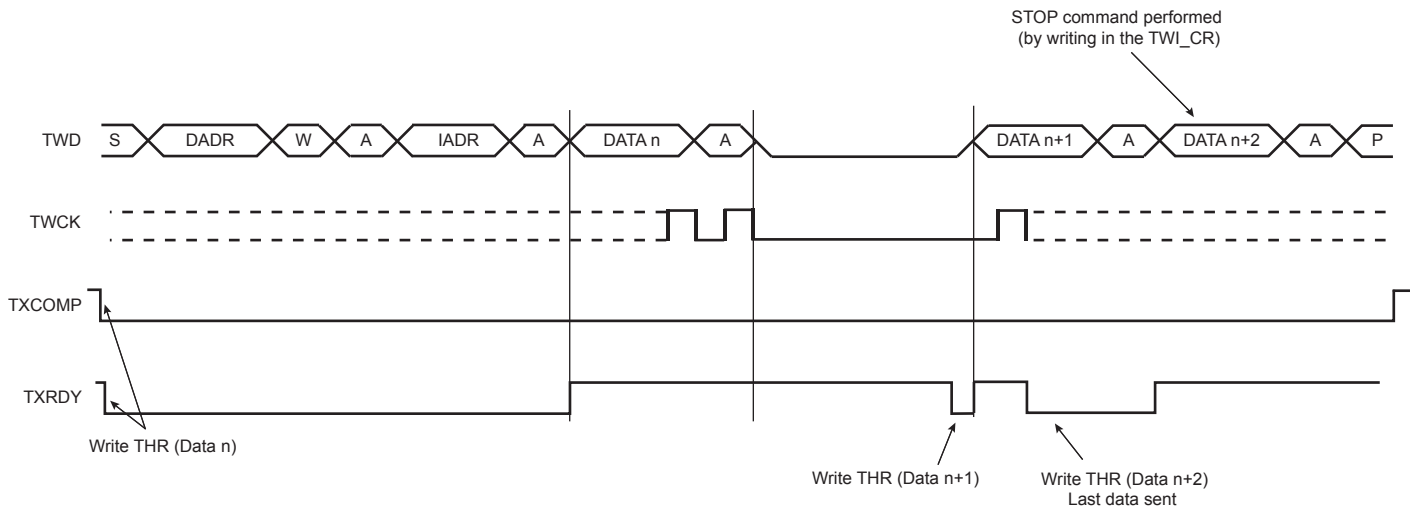 STOP command performed
(by writing in the TWI_CR)
TWD S DADR W A IADR A DATA n A DATA n+1 A DATA n+2 A P
TWCK
TXCOMP
TXRDY
Write THR (Data n)
Write THR (Data n+1)
Write THR (Data n+2)
Last data sent